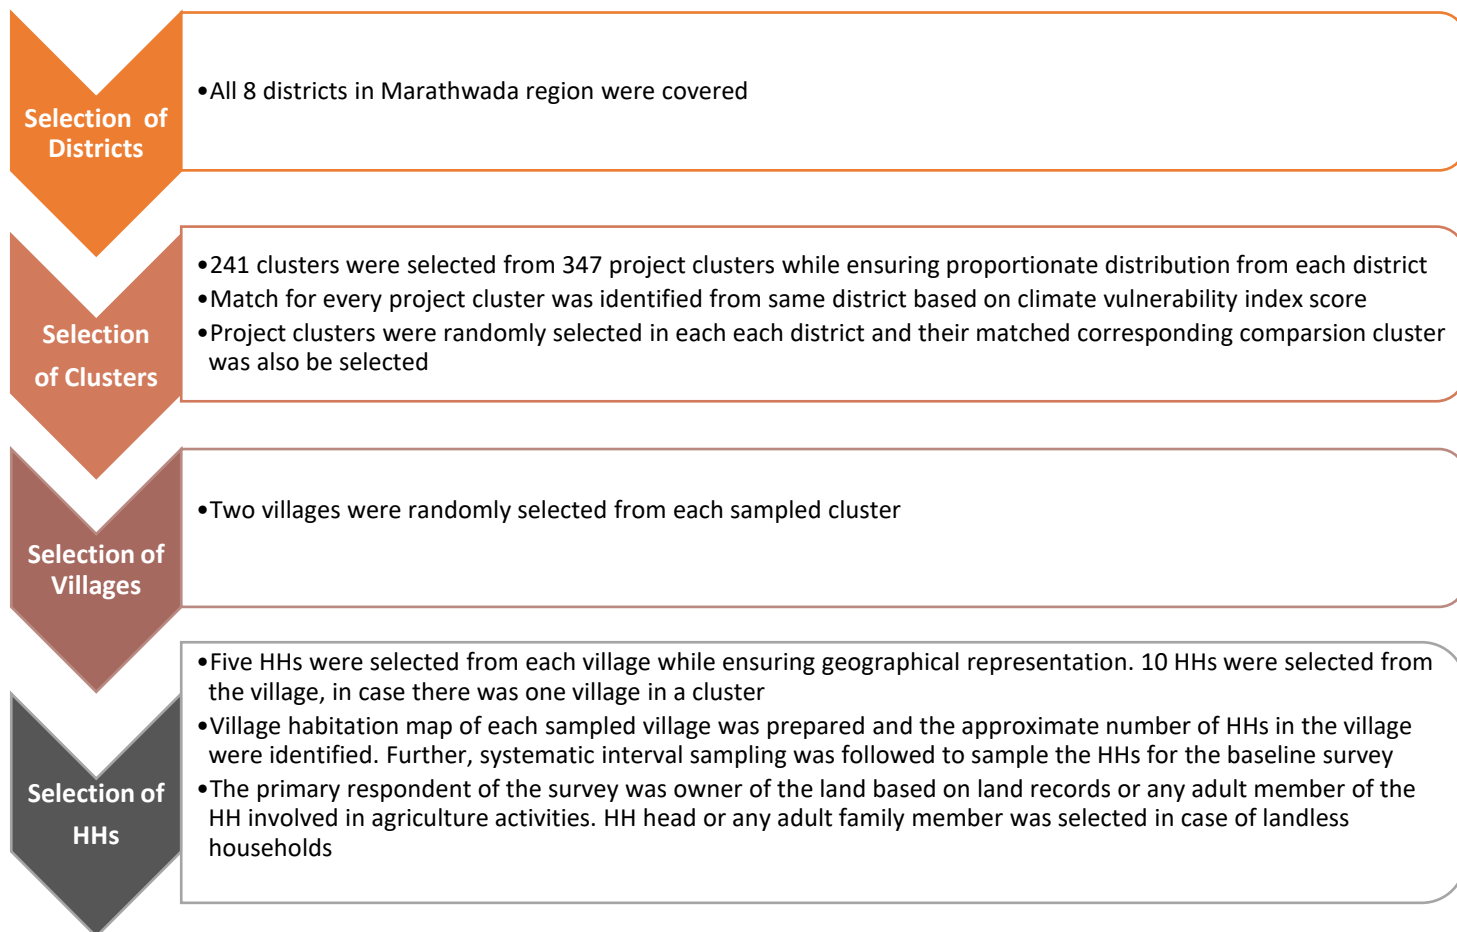 Selection of
Districts
•All 8 districts in Marathwada region were covered
Selection
of Clusters
•241 clusters were selected from 347 project clusters while ensuring proportionate distribution from each district
•Match for every project cluster was identified from same district based on climate vulnerability index score
•Project clusters were randomly selected in each each district and their matched corresponding comparsion cluster
was also be selected
Selection of
Villages
•Two villages were randomly selected from each sampled cluster
Selection of
HHs
•Five HHs were selected from each village while ensuring geographical representation. 10 HHs were selected from
the village, in case there was one village in a cluster
•Village habitation map of each sampled village was prepared and the approximate number of HHs in the village
were identified. Further, systematic interval sampling was followed to sample the HHs for the baseline survey
•The primary respondent of the survey was owner of the land based on land records or any adult member of the
HH involved in agriculture activities. HH head or any adult family member was selected in case of landless
households